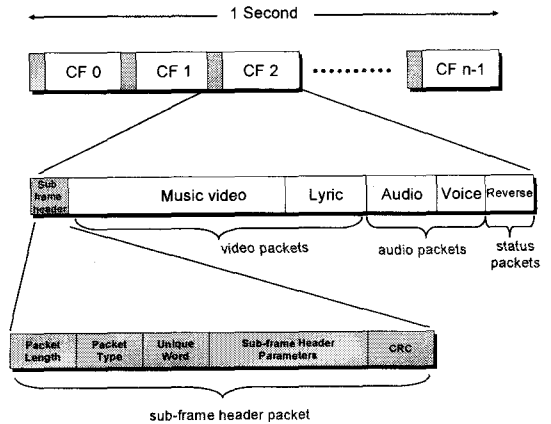 1 Second
CF 0 CF 1 CF 2 CF n-1
Sub frame header Music video Lyric Audio Voice Reverse
video packets audio packets status packets
Packet Length Packet Type Unique Word Sub-frame Header Parameters CRC
sub-frame header packet